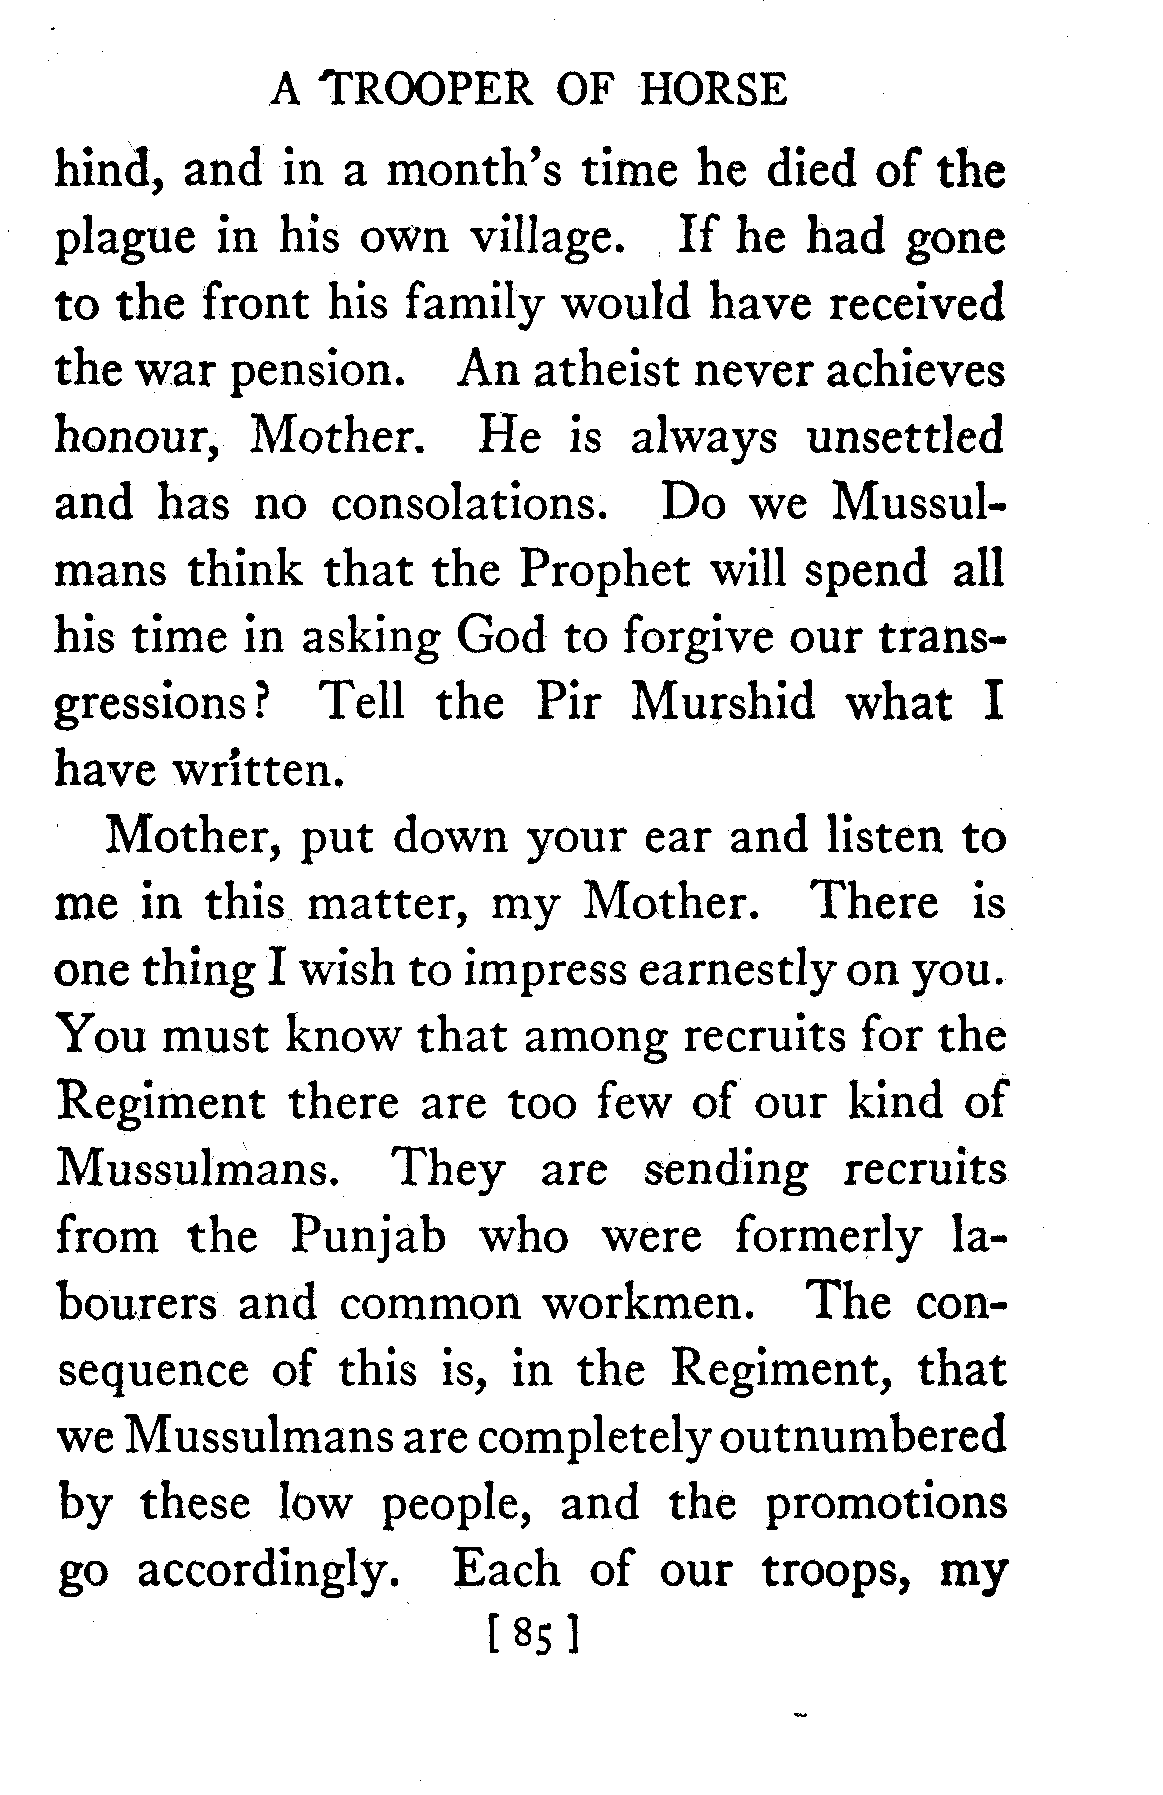 A TROOPER OF HORSE
hind, and in a month's time he died of the
plague in his own village. If he had gone
to the front his family would have received
the war pension. An atheist never achieves
honour, Mother. He is always unsettled
and has no consolations. Do we Mussul-
mans think that the Prophet will spend all
his time in asking God to forgive our trans-
gressions? Tell the Pir Murshid what I
have written.
Mother, put down your ear and listen to
me in this matter, my Mother. There is
one thing I wish to impress earnestly on you.
You must know that among recruits for the
Regiment there are too few of our kind of
Mussulmans. They are sending recruits
from the Punjab who were formerly la-
bourers and common workmen. The con-
sequence of this is, in the Regiment, that
we Mussulmans are completely outnumbered
by these low people, and the promotions
go accordingly. Each of our troops, my
[ 85 ]